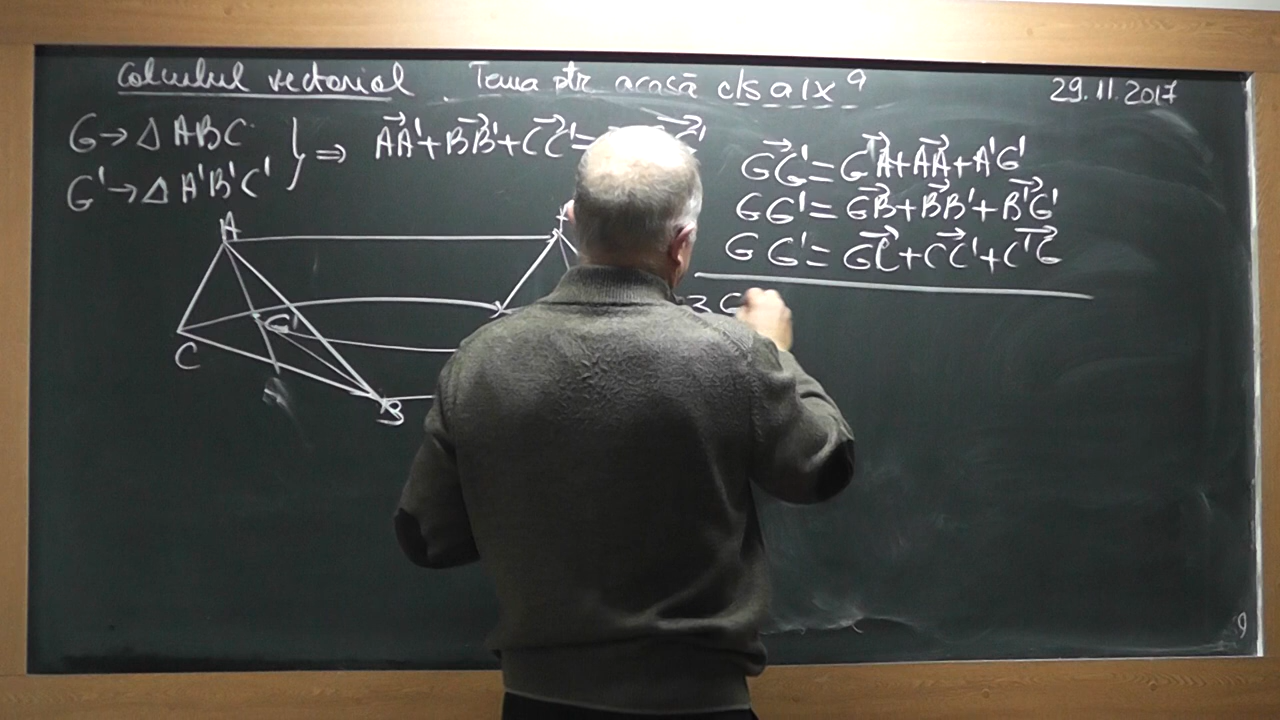 Calculul vectorial Tema ptr acasă cls a IX a 29.11.2017
G → Δ ABC
G' → Δ A'B'C'
} ⇒ AA' + BB' + CC' =
GG' = GA + AA + A'G'
GG' = GB + BB' + B'G'
GG' = GC + CC' + C'G
3 G
A
C
G'
B
9